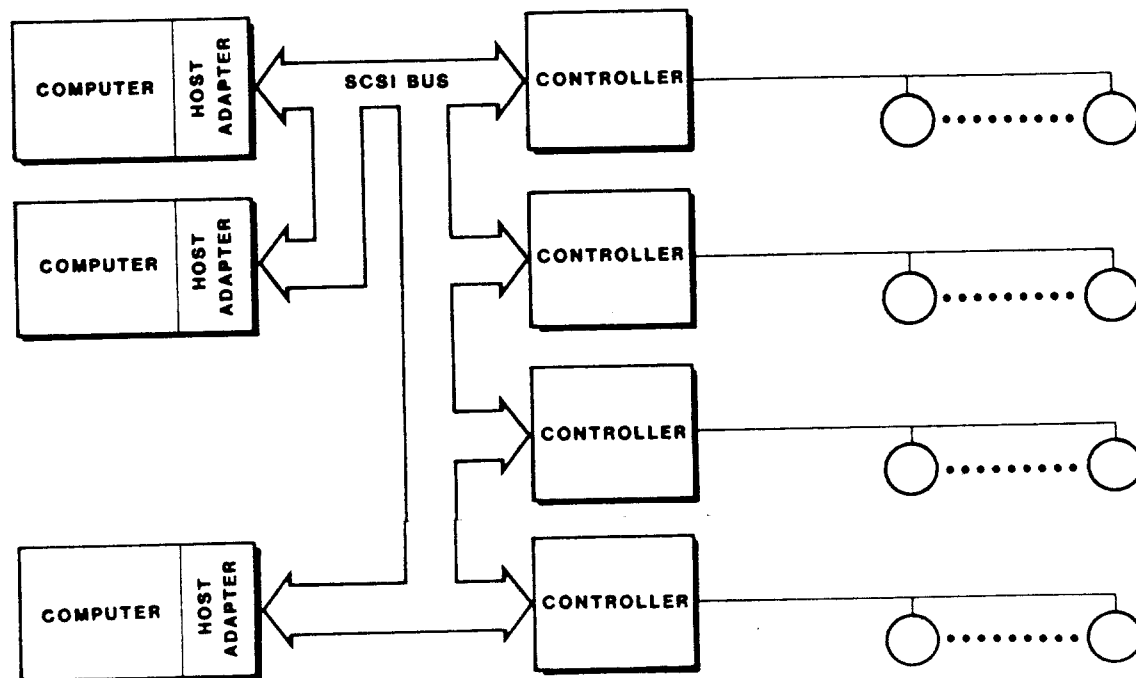 COMPUTER
HOST
ADAPTER
SCSI BUS
CONTROLLER
COMPUTER
HOST
ADAPTER
CONTROLLER
CONTROLLER
COMPUTER
HOST
ADAPTER
CONTROLLER